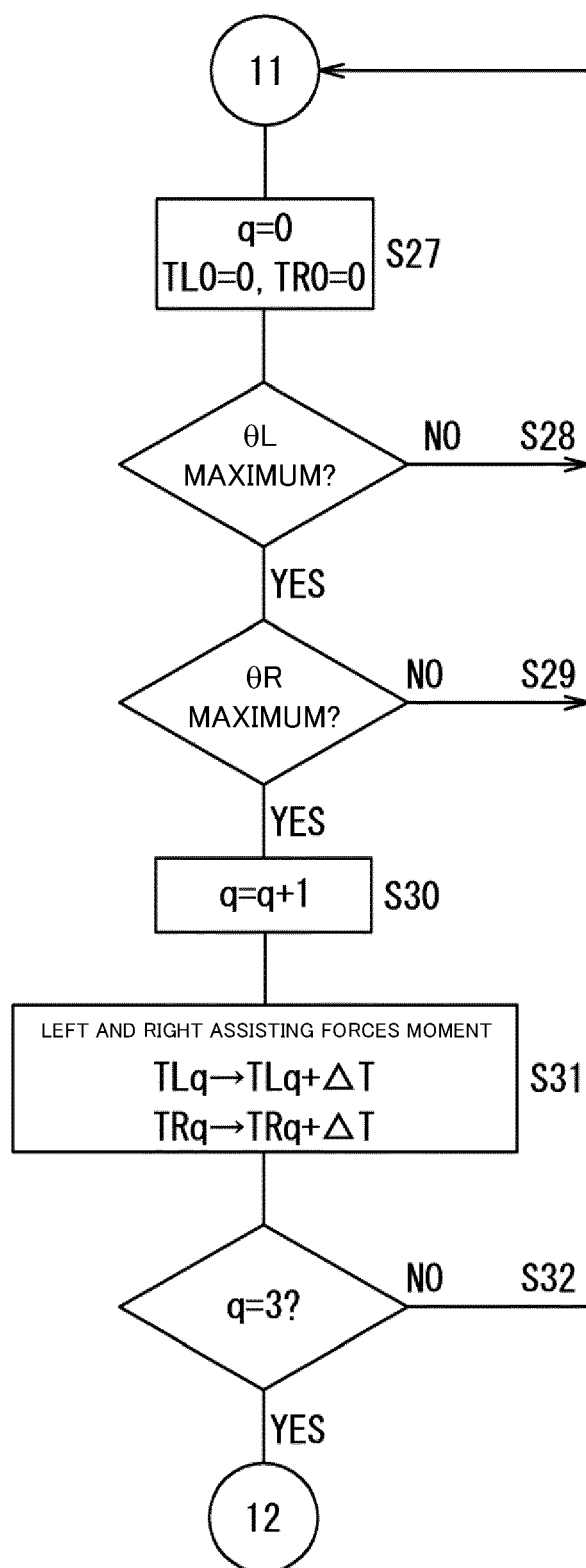 11
q=0
TL0=0, TR0=0
S27
θL
MAXIMUM?
NO
S28
YES
θR
MAXIMUM?
NO
S29
YES
q=q+1
S30
LEFT AND RIGHT ASSISTING FORCES MOMENT
TLq→TLq+△T
TRq→TRq+△T
S31
q=3?
NO
S32
YES
12